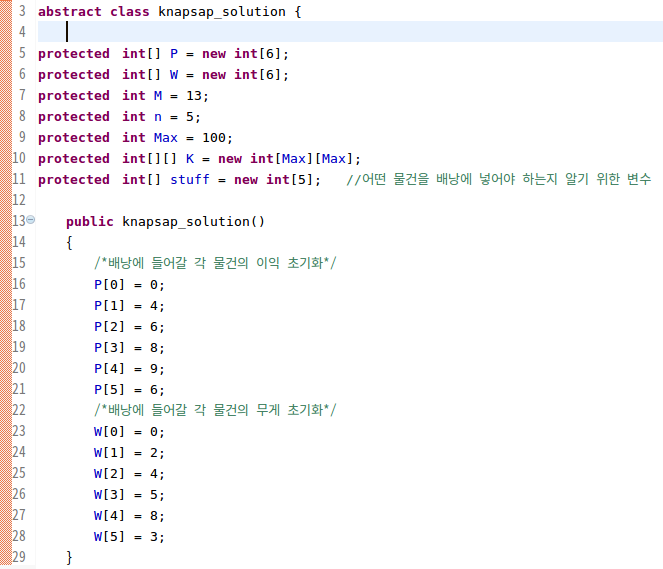 3 abstract class knapsap_solution {
4
5 protected int[] P = new int[6];
6 protected int[] W = new int[6];
7 protected int M = 13;
8 protected int n = 5;
9 protected int Max = 100;
10 protected int[][] K = new int[Max][Max];
11 protected int[] stuff = new int[5];   //어떤 물건을 배낭에 넣어야 하는지 알기 위한 변수
12
13 public knapsap_solution()
14 {
15 /*배낭에 들어갈 각 물건의 이익 초기화*/
16 P[0] = 0;
17 P[1] = 4;
18 P[2] = 6;
19 P[3] = 8;
20 P[4] = 9;
21 P[5] = 6;
22 /*배낭에 들어갈 각 물건의 무게 초기화*/
23 W[0] = 0;
24 W[1] = 2;
25 W[2] = 4;
26 W[3] = 5;
27 W[4] = 8;
28 W[5] = 3;
29 }